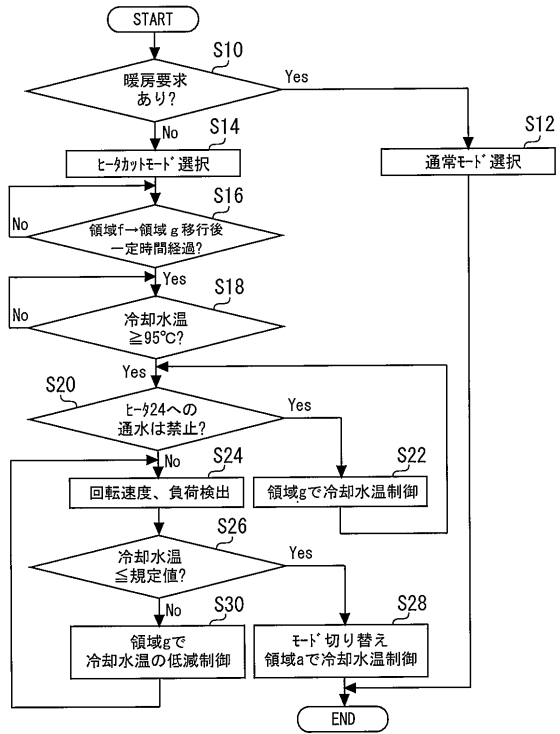 START
S10
暖房要求
あり?
Yes
No
S14
ﾋｰﾀｶｯﾄﾓｰﾄﾞ選択
S12
通常ﾓｰﾄﾞ選択
S16
領域f→領域g移行後
一定時間経過?
No
Yes
S18
冷却水温
≧95℃?
No
Yes
S20
ﾋｰﾀ24への
通水は禁止?
Yes
No
S24
回転速度、負荷検出
S22
領域gで冷却水温制御
S26
冷却水温
≦規定値?
Yes
No
S30
領域gで
冷却水温の低減制御
S28
ﾓｰﾄﾞ切り替え
領域aで冷却水温制御
END